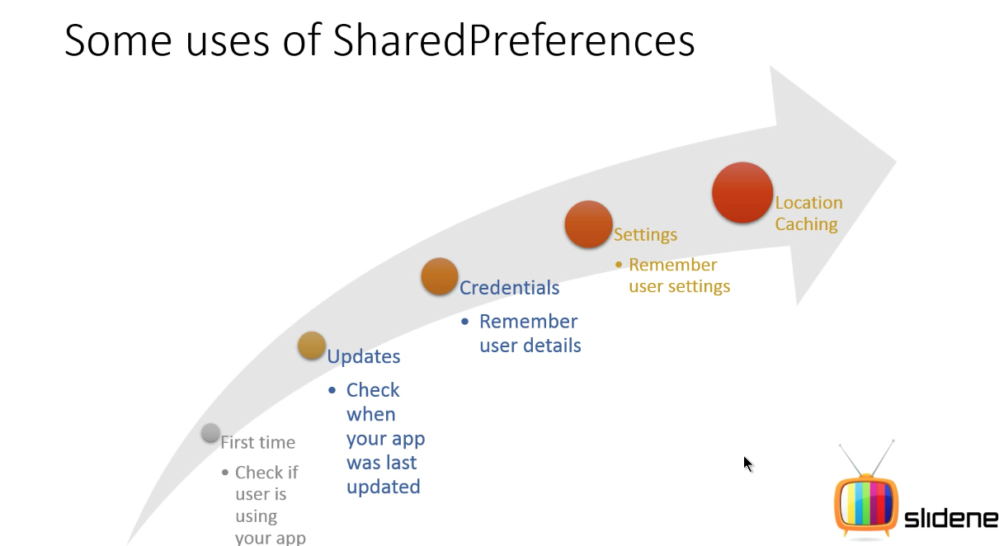 Some uses of SharedPreferences
First time
• Check if
user is
using
your app
Updates
• Check
when
your app
was last
updated
Credentials
• Remember
user details
Settings
• Remember
user settings
Location
Caching
slidene